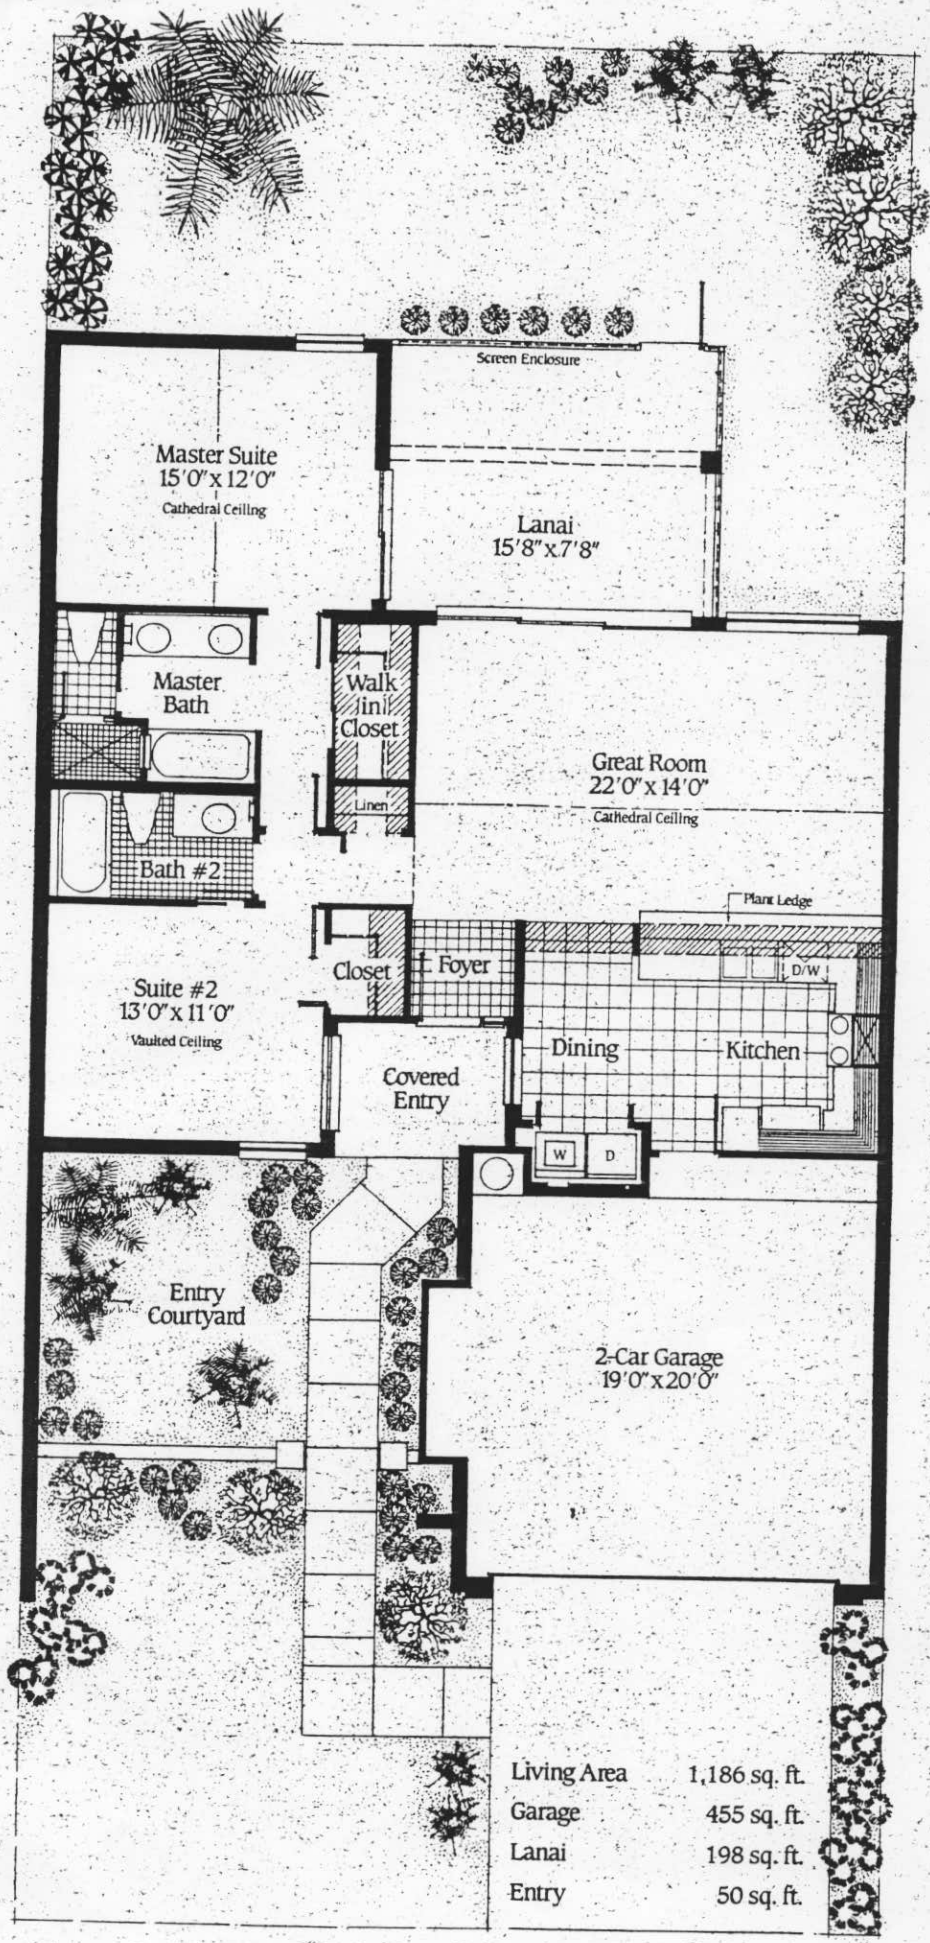 Screen Enclosure
Master Suite
15'0" x 12'0"
Cathedral Ceiling
Lanai
15'8" x 7'8"
Master
Bath
Walk
in
Closet
Great Room
22'0" x 14'0"
Cathedral Ceiling
Linen
Bath #2
Plant Ledge
Closet
Foyer
D/W
Suite #2
13'0" x 11'0"
Vaulted Ceiling
Dining
Kitchen
Covered
Entry
W
D
Entry
Courtyard
2-Car Garage
19'0" x 20'0"
Living Area 1,186 sq. ft.
Garage 455 sq. ft.
Lanai 198 sq. ft.
Entry 50 sq. ft.